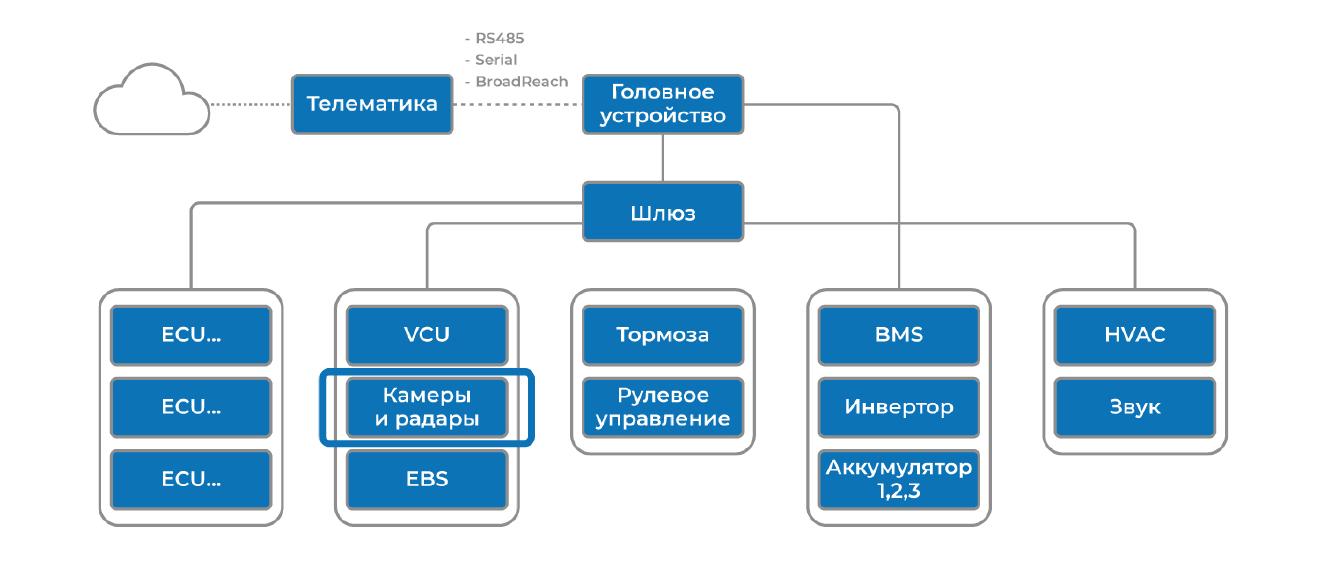 - RS485
- Serial
- BroadReach
Телематика
Головное
устройство
Шлюз
ECU...
ECU...
ECU...
VCU
Камеры
и радары
EBS
Тормоза
Рулевое
управление
BMS
Инвертор
Аккумулятор
1,2,3
HVAC
Звук